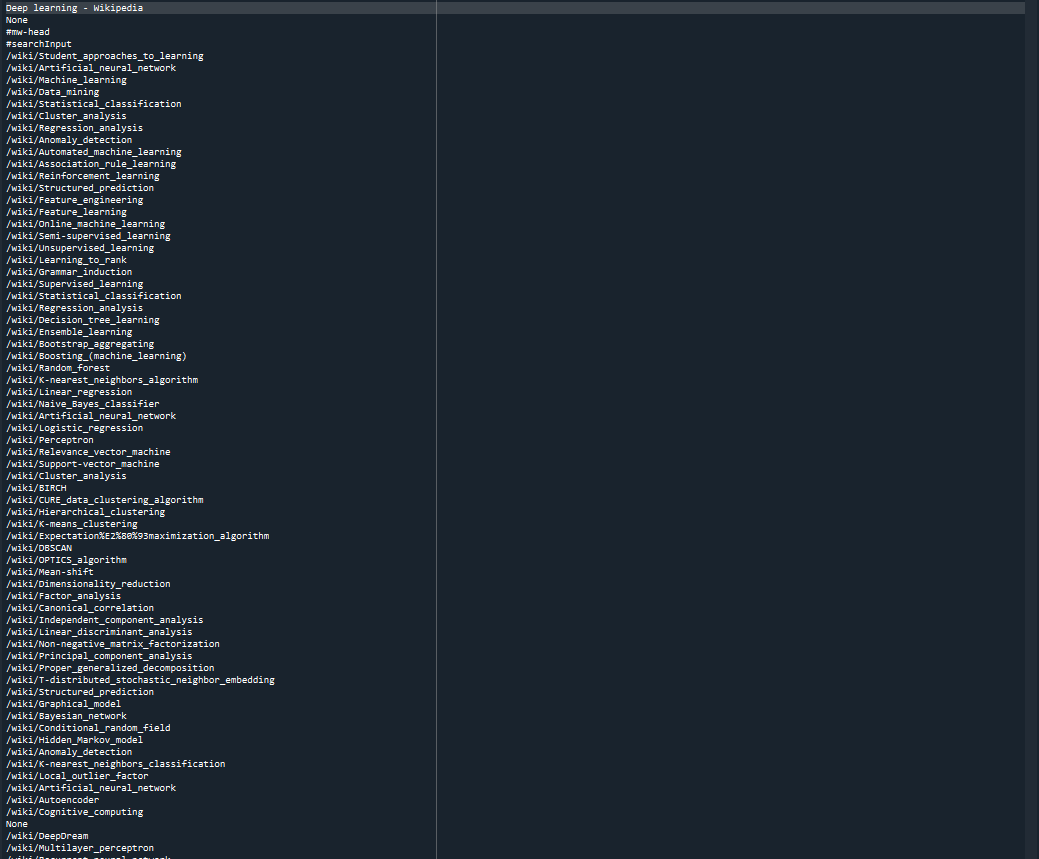 Deep learning - Wikipedia
None
#mw-head
#searchInput
/wiki/Student_approaches_to_learning
/wiki/Artificial_neural_network
/wiki/Machine_learning
/wiki/Data_mining
/wiki/Statistical_classification
/wiki/Cluster_analysis
/wiki/Regression_analysis
/wiki/Anomaly_detection
/wiki/Automated_machine_learning
/wiki/Association_rule_learning
/wiki/Reinforcement_learning
/wiki/Structured_prediction
/wiki/Feature_engineering
/wiki/Feature_learning
/wiki/Online_machine_learning
/wiki/Semi-supervised_learning
/wiki/Unsupervised_learning
/wiki/Learning_to_rank
/wiki/Grammar_induction
/wiki/Supervised_learning
/wiki/Statistical_classification
/wiki/Regression_analysis
/wiki/Decision_tree_learning
/wiki/Ensemble_learning
/wiki/Bootstrap_aggregating
/wiki/Boosting_(machine_learning)
/wiki/Random_forest
/wiki/K-nearest_neighbors_algorithm
/wiki/Linear_regression
/wiki/Naive_Bayes_classifier
/wiki/Artificial_neural_network
/wiki/Logistic_regression
/wiki/Perceptron
/wiki/Relevance_vector_machine
/wiki/Support-vector_machine
/wiki/Cluster_analysis
/wiki/BIRCH
/wiki/CURE_data_clustering_algorithm
/wiki/Hierarchical_clustering
/wiki/K-means_clustering
/wiki/Expectation%E2%80%93maximization_algorithm
/wiki/DBSCAN
/wiki/OPTICS_algorithm
/wiki/Mean-shift
/wiki/Dimensionality_reduction
/wiki/Factor_analysis
/wiki/Canonical_correlation
/wiki/Independent_component_analysis
/wiki/Linear_discriminant_analysis
/wiki/Non-negative_matrix_factorization
/wiki/Principal_component_analysis
/wiki/Proper_generalized_decomposition
/wiki/T-distributed_stochastic_neighbor_embedding
/wiki/Structured_prediction
/wiki/Graphical_model
/wiki/Bayesian_network
/wiki/Conditional_random_field
/wiki/Hidden_Markov_model
/wiki/Anomaly_detection
/wiki/K-nearest_neighbors_classification
/wiki/Local_outlier_factor
/wiki/Artificial_neural_network
/wiki/Autoencoder
/wiki/Cognitive_computing
None
/wiki/DeepDream
/wiki/Multilayer_perceptron